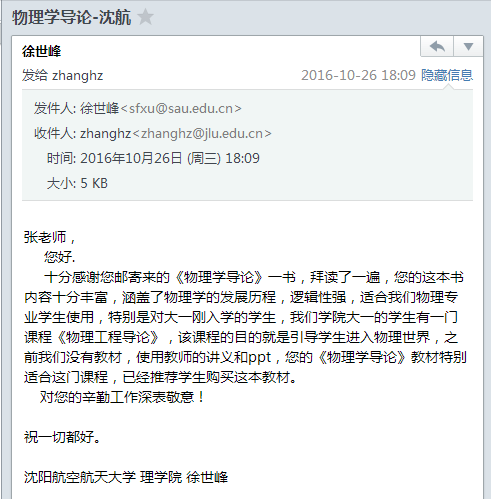 物理学导论-沈航
徐世峰
发给 zhanghz 2016-10-26 18:09 隐藏信息
发件人: 徐世峰<sfxu@sau.edu.cn>
收件人: zhanghz<zhanghz@jlu.edu.cn>
时间: 2016年10月26日 (周三) 18:09
大小: 5 KB
张老师，
您好.
十分感谢您邮寄来的《物理学导论》一书，拜读了一遍，您的这本书
内容十分丰富，涵盖了物理学的发展历程，逻辑性强，适合我们物理专
业学生使用，特别是对大一刚入学的学生，我们学院大一的学生有一门
课程《物理工程导论》，该课程的目的就是引导学生进入物理世界，之
前我们没有教材，使用教师的讲义和ppt，您的《物理学导论》教材特别
适合这门课程，已经推荐学生购买这本教材。
对您的辛勤工作深表敬意！
祝一切都好。
沈阳航空航天大学 理学院 徐世峰